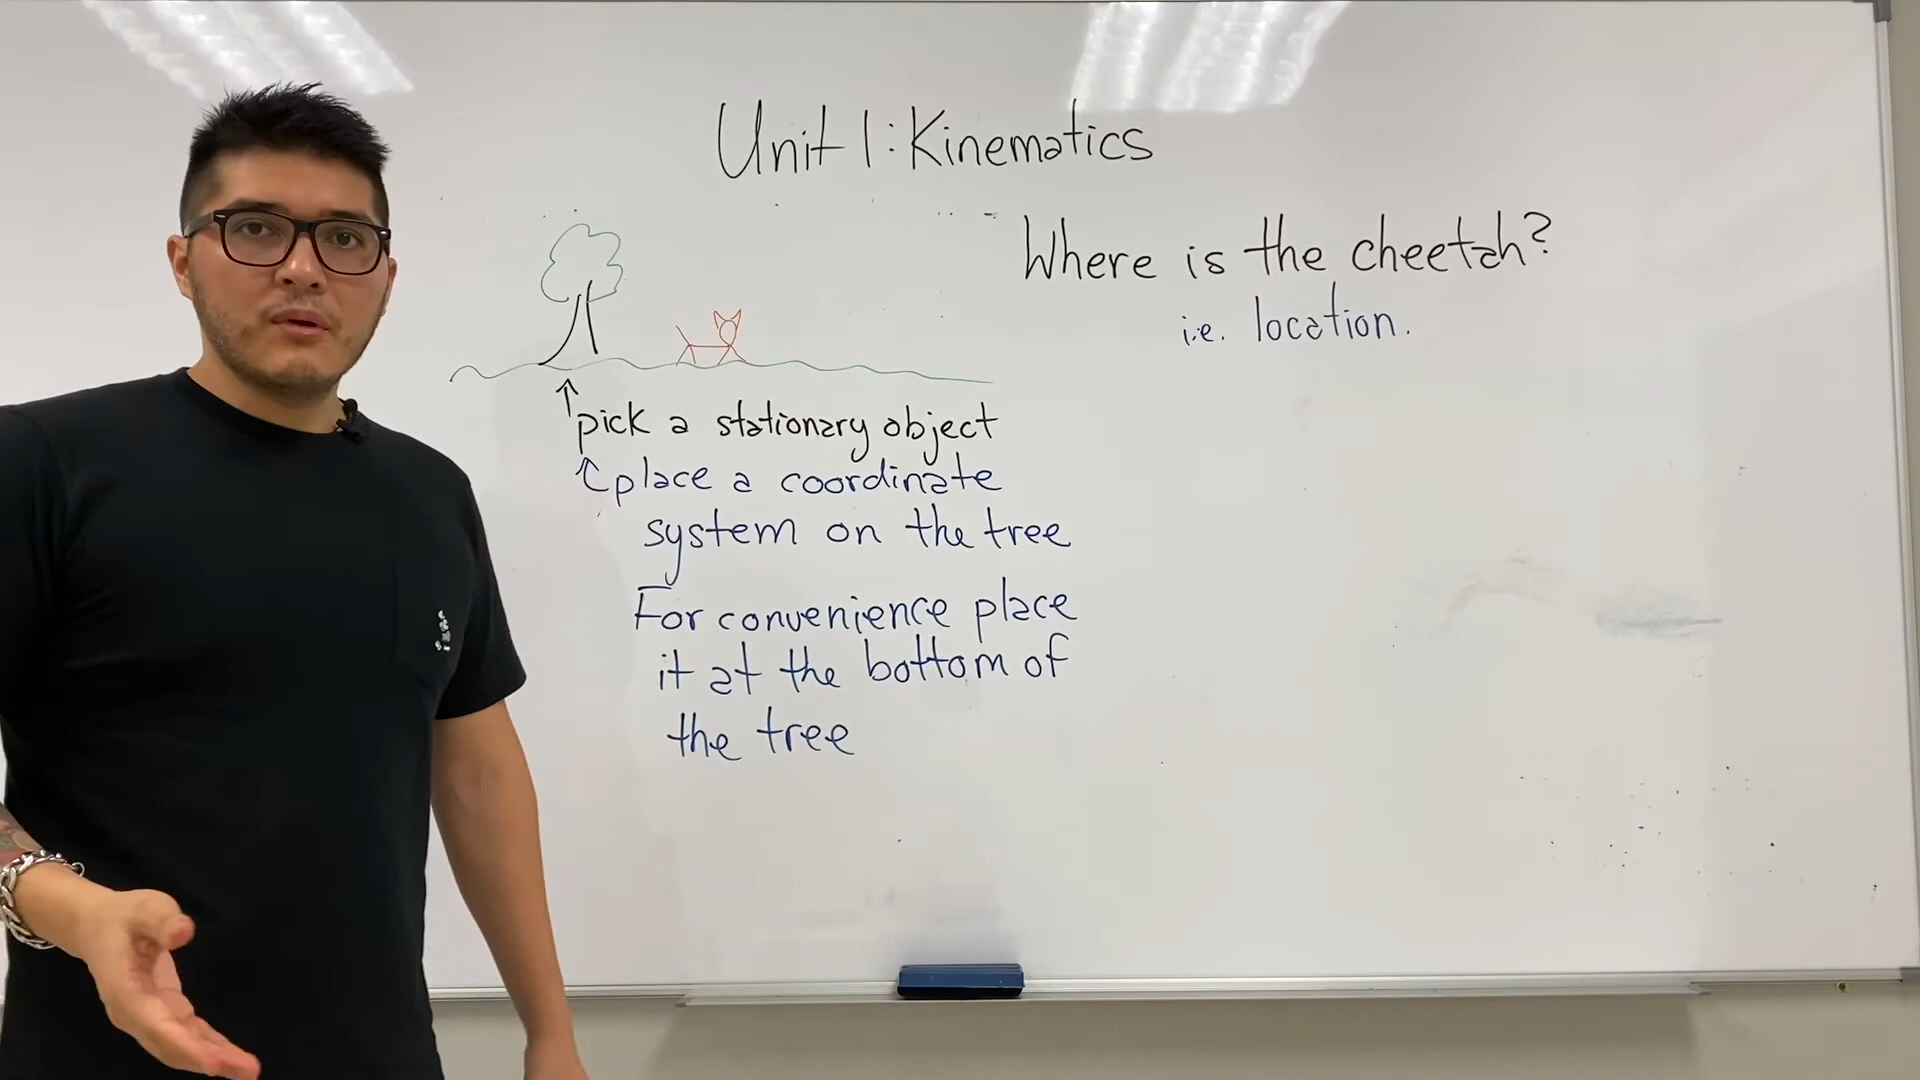 Unit 1: Kinematics
Where is the cheetah?
i.e. location.
↑ pick a stationary object
↑ place a coordinate
system on the tree
For convenience place
it at the bottom of
the tree